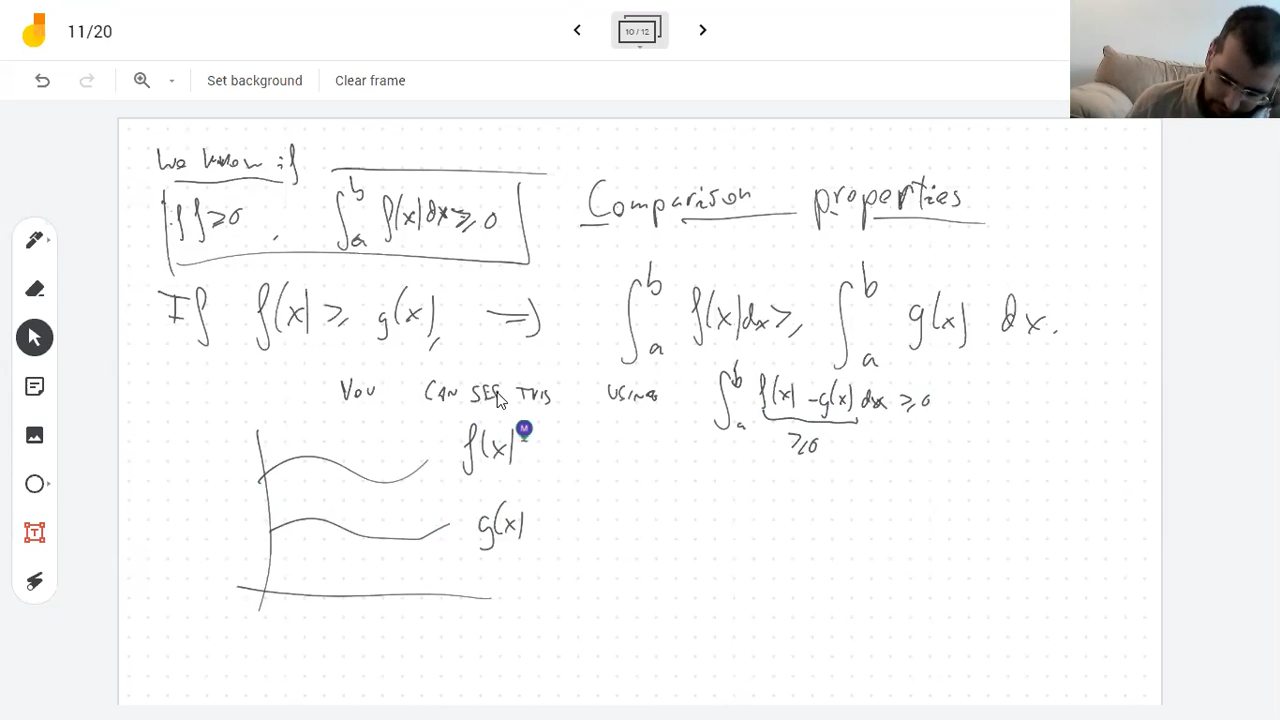 11/20
10 / 12
Set background
Clear frame
We know if
if f ≥ 0 , ∫_a^b f(x) dx ≥ 0
Comparison properties
If f(x) ≥ g(x), ⟹ ∫_a^b f(x) dx ≥ ∫_a^b g(x) dx.
YOU CAN SEE THIS USING ∫_a^b f(x) - g(x) dx ≥ 0
≥ 0
f(x)
M
g(x)
T